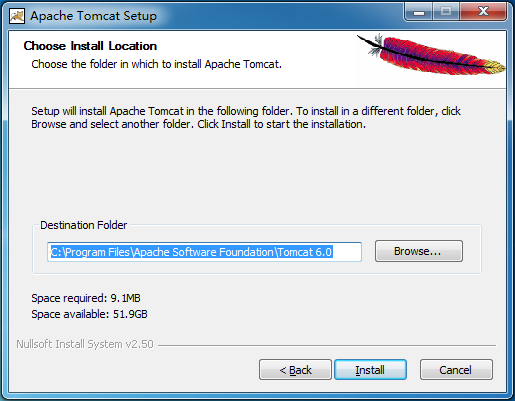 Apache Tomcat Setup
Choose Install Location
Choose the folder in which to install Apache Tomcat.
Setup will install Apache Tomcat in the following folder. To install in a different folder, click
Browse and select another folder. Click Install to start the installation.
Destination Folder
C:\Program Files\Apache Software Foundation\Tomcat 6.0
Browse...
Space required: 9.1MB
Space available: 51.9GB
Nullsoft Install System v2.50
< Back
Install
Cancel